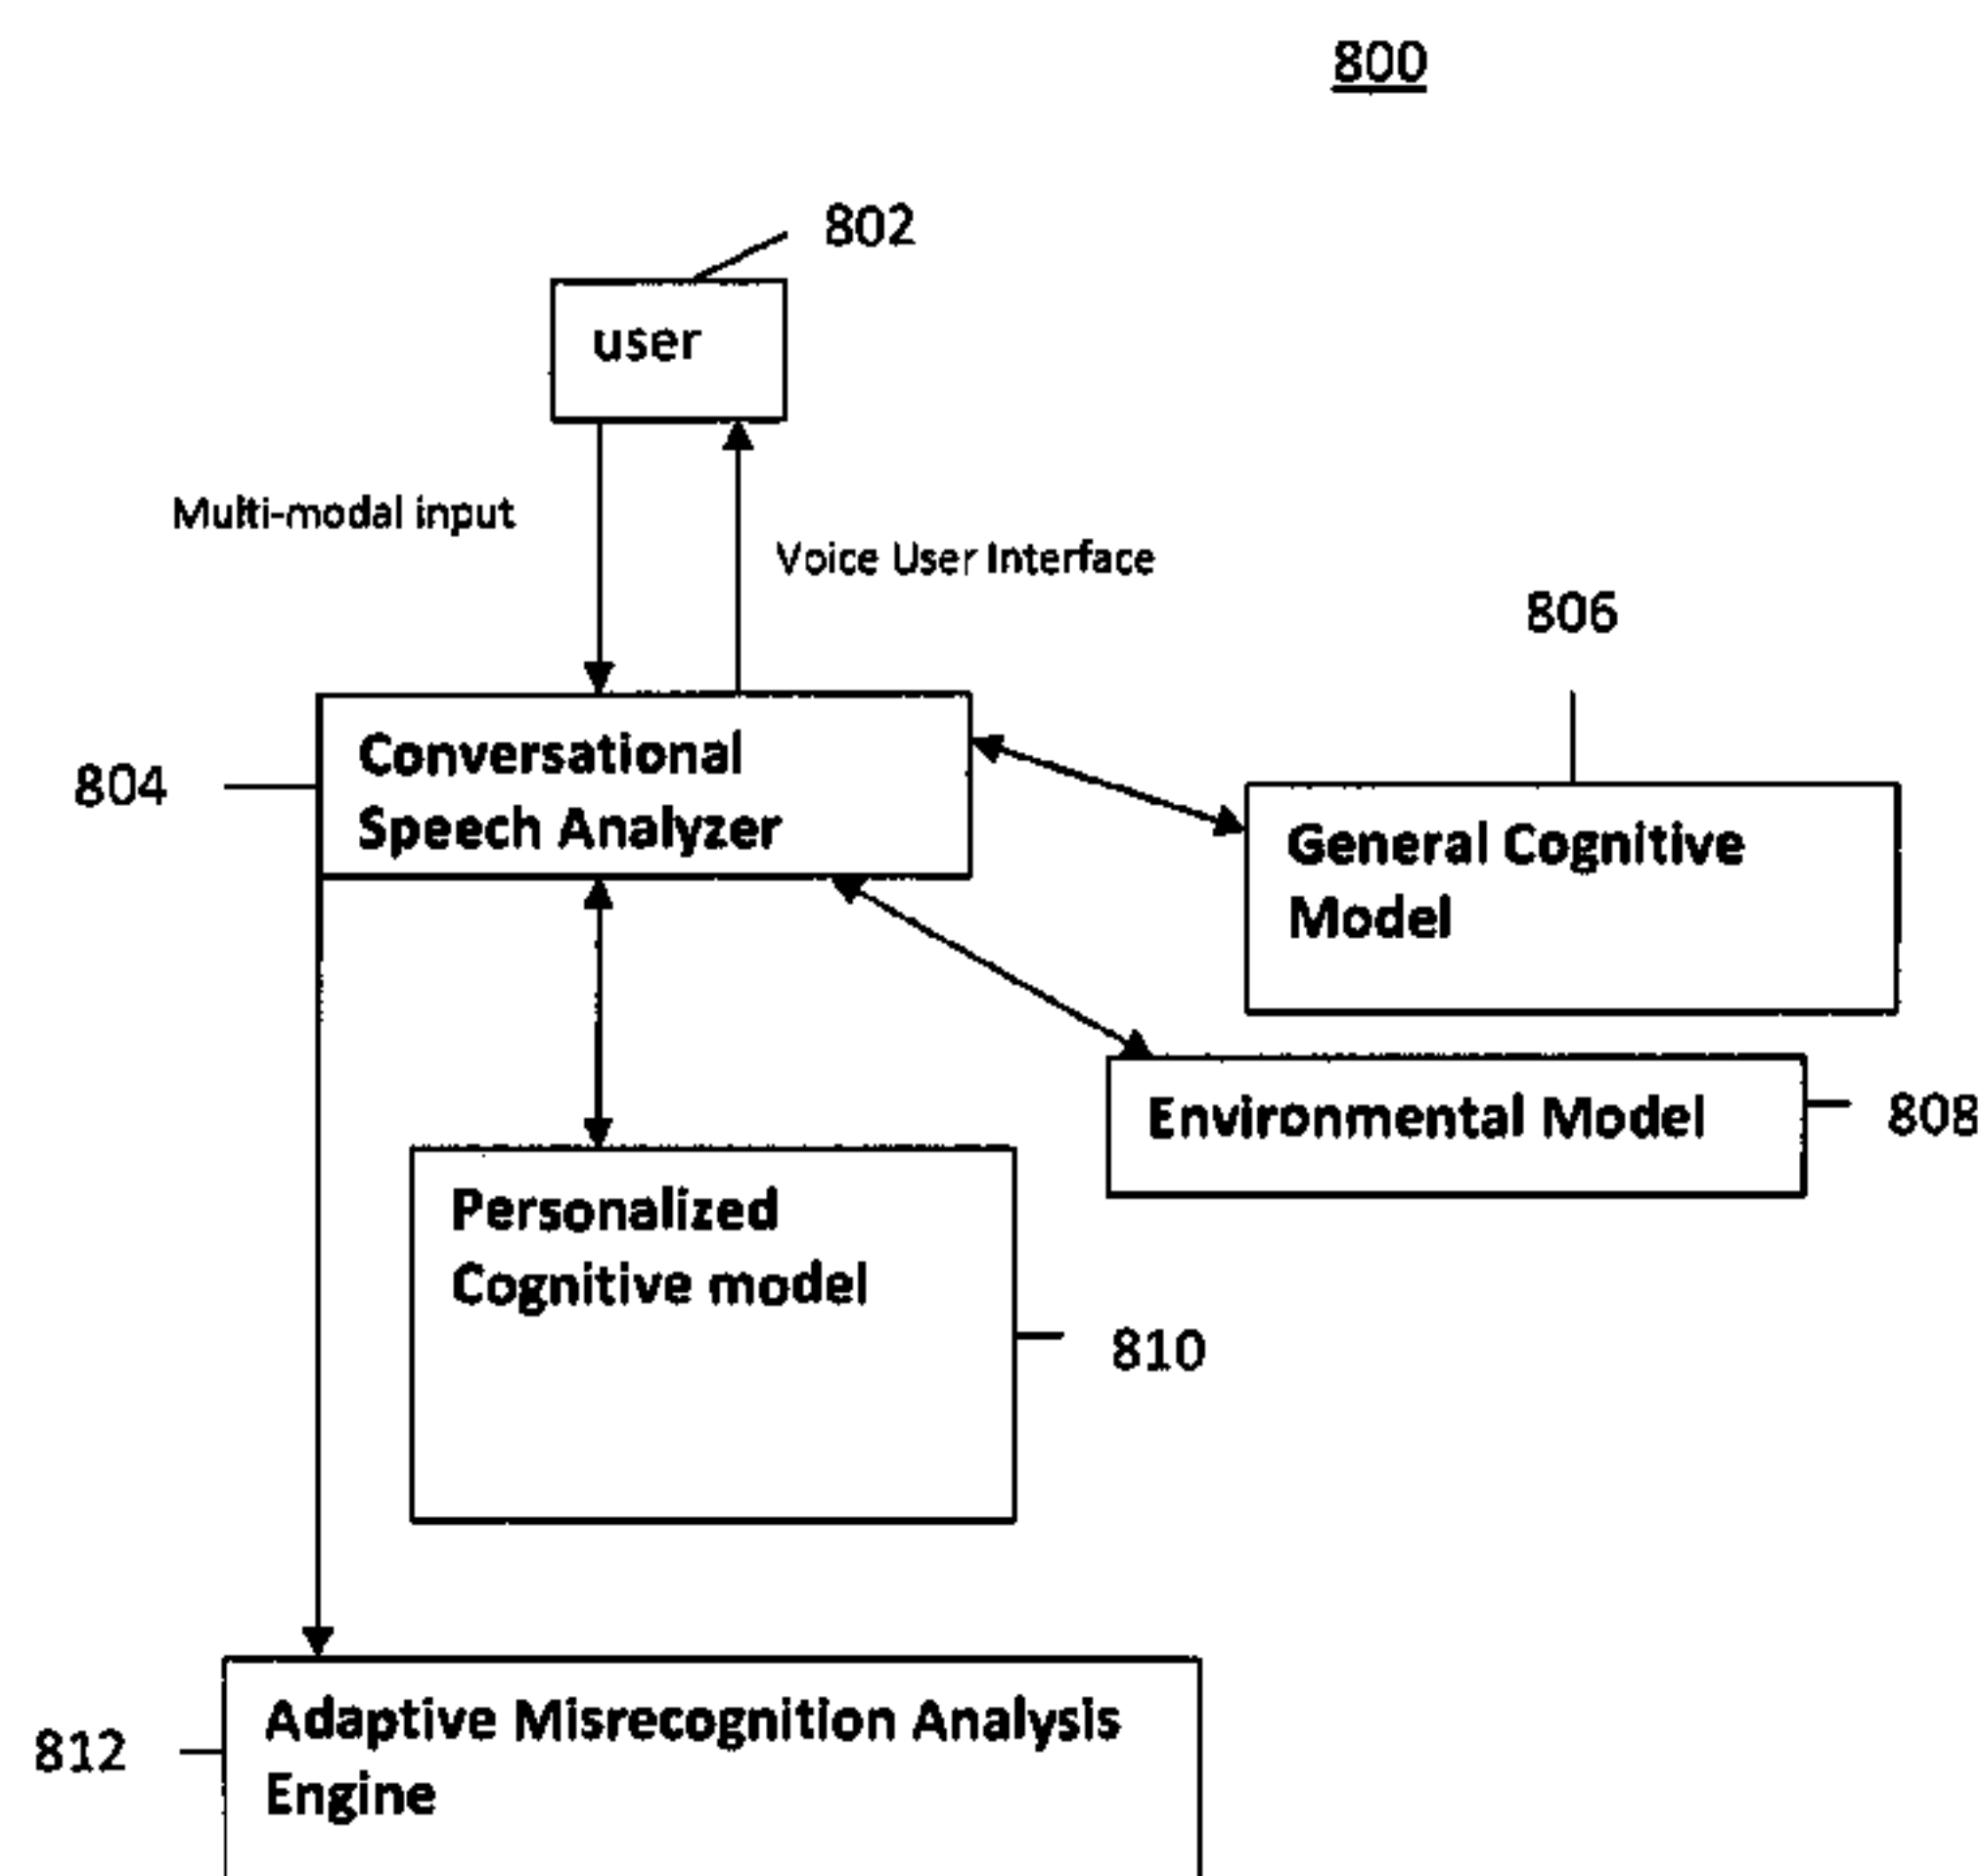 800
802
user
Multi-modal input
Voice User Interface
806
804
Conversational
Speech Analyzer
General Cognitive
Model
Environmental Model
808
Personalized
Cognitive model
810
812
Adaptive Misrecognition Analysis
Engine